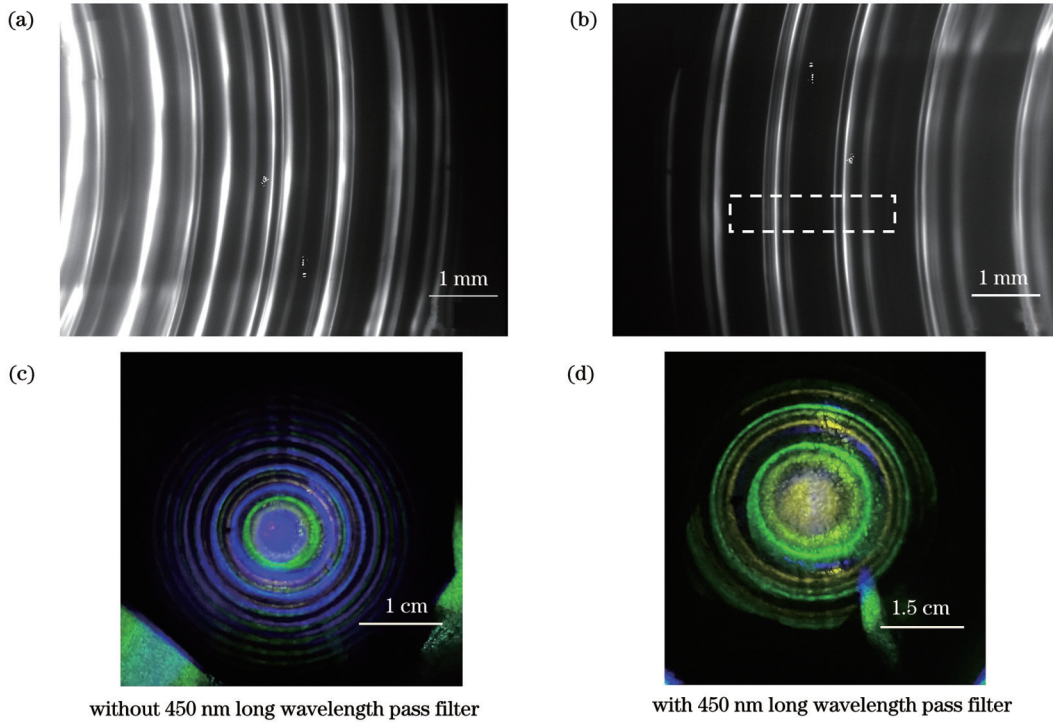 (a)
(b)
1 mm
1 mm
(c)
(d)
1 cm
1.5 cm
without 450 nm long wavelength pass filter
with 450 nm long wavelength pass filter